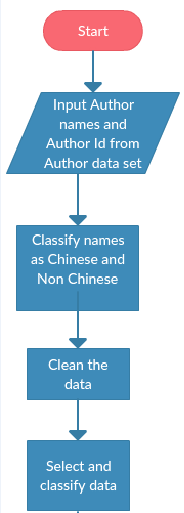 Start
Input Author
names and
Author Id from
Author data set
Classify names
as Chinese and
Non Chinese
Clean the
data
Select and
classify data